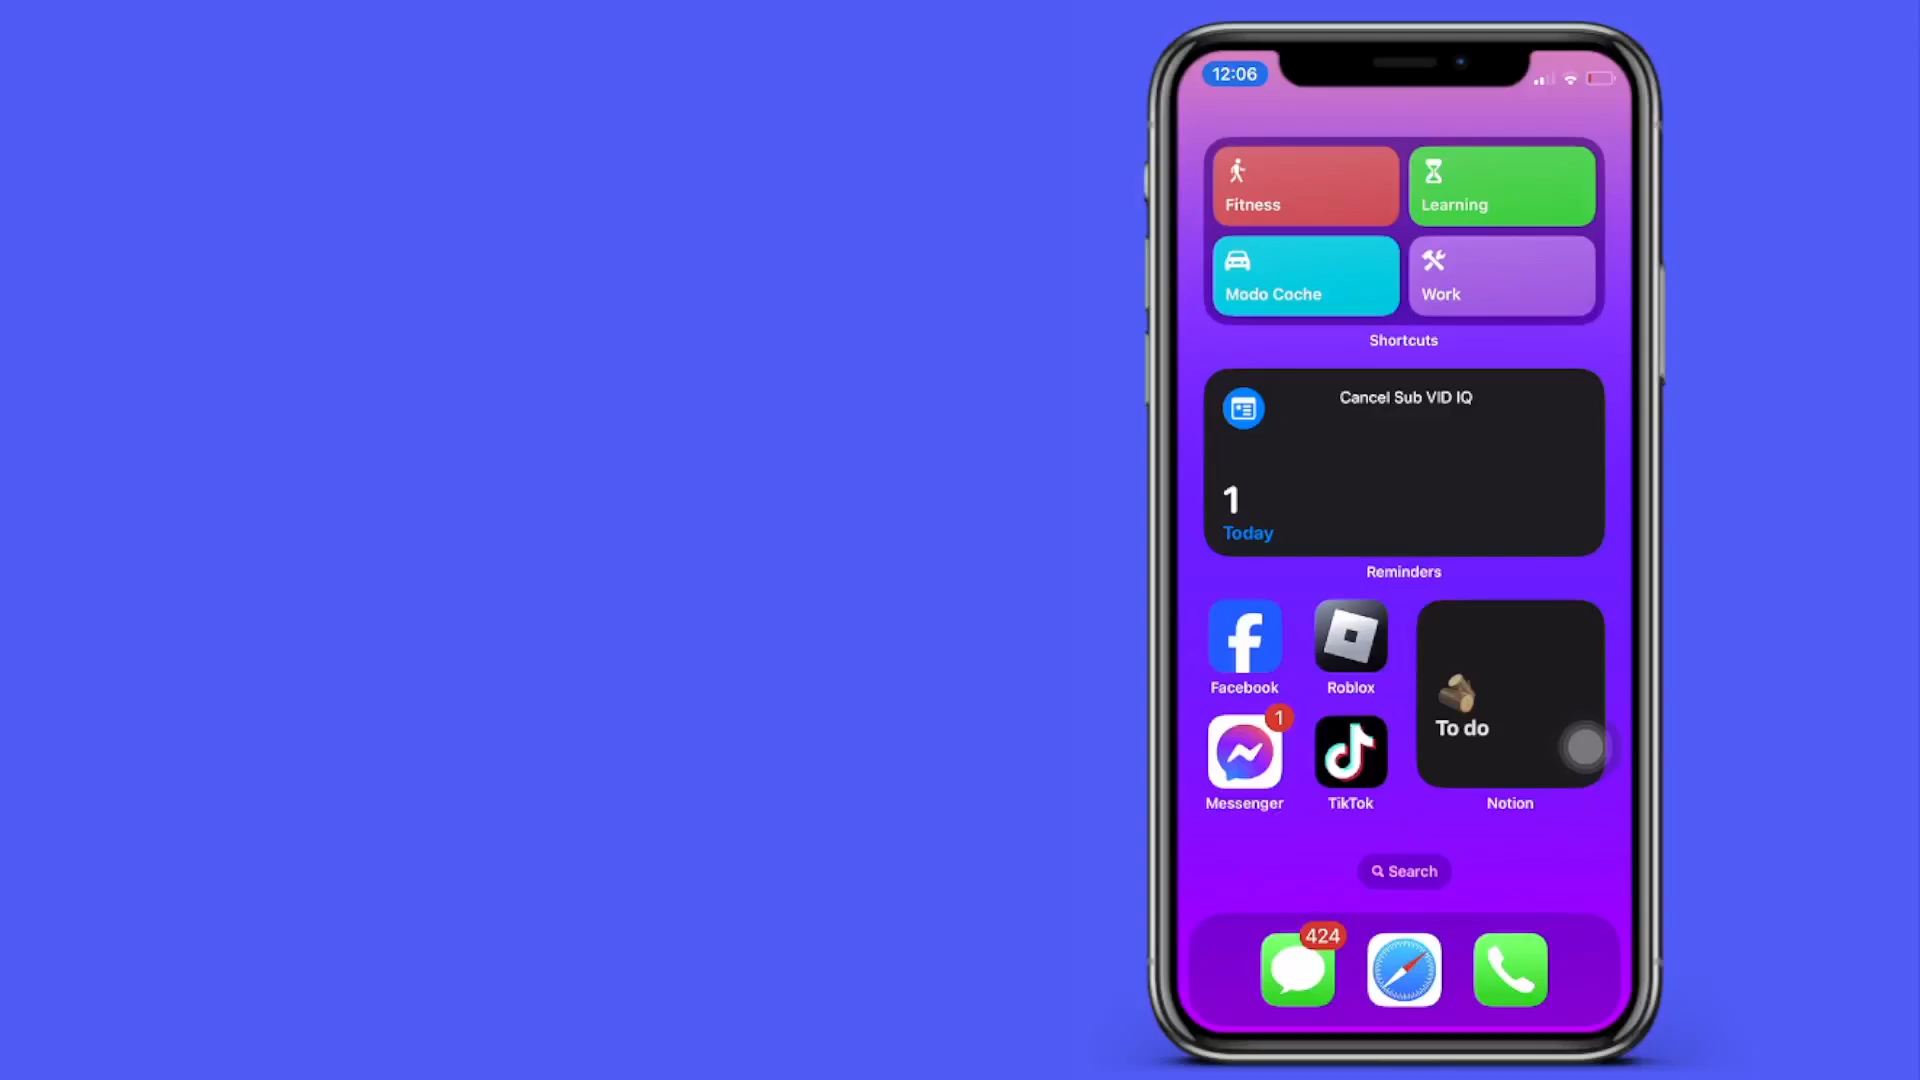 12:06
Fitness
Learning
Modo Coche
Work
Shortcuts
Cancel Sub VID IQ
1
Today
Reminders
Facebook
Roblox
To do
1
Messenger
TikTok
Notion
Search
424